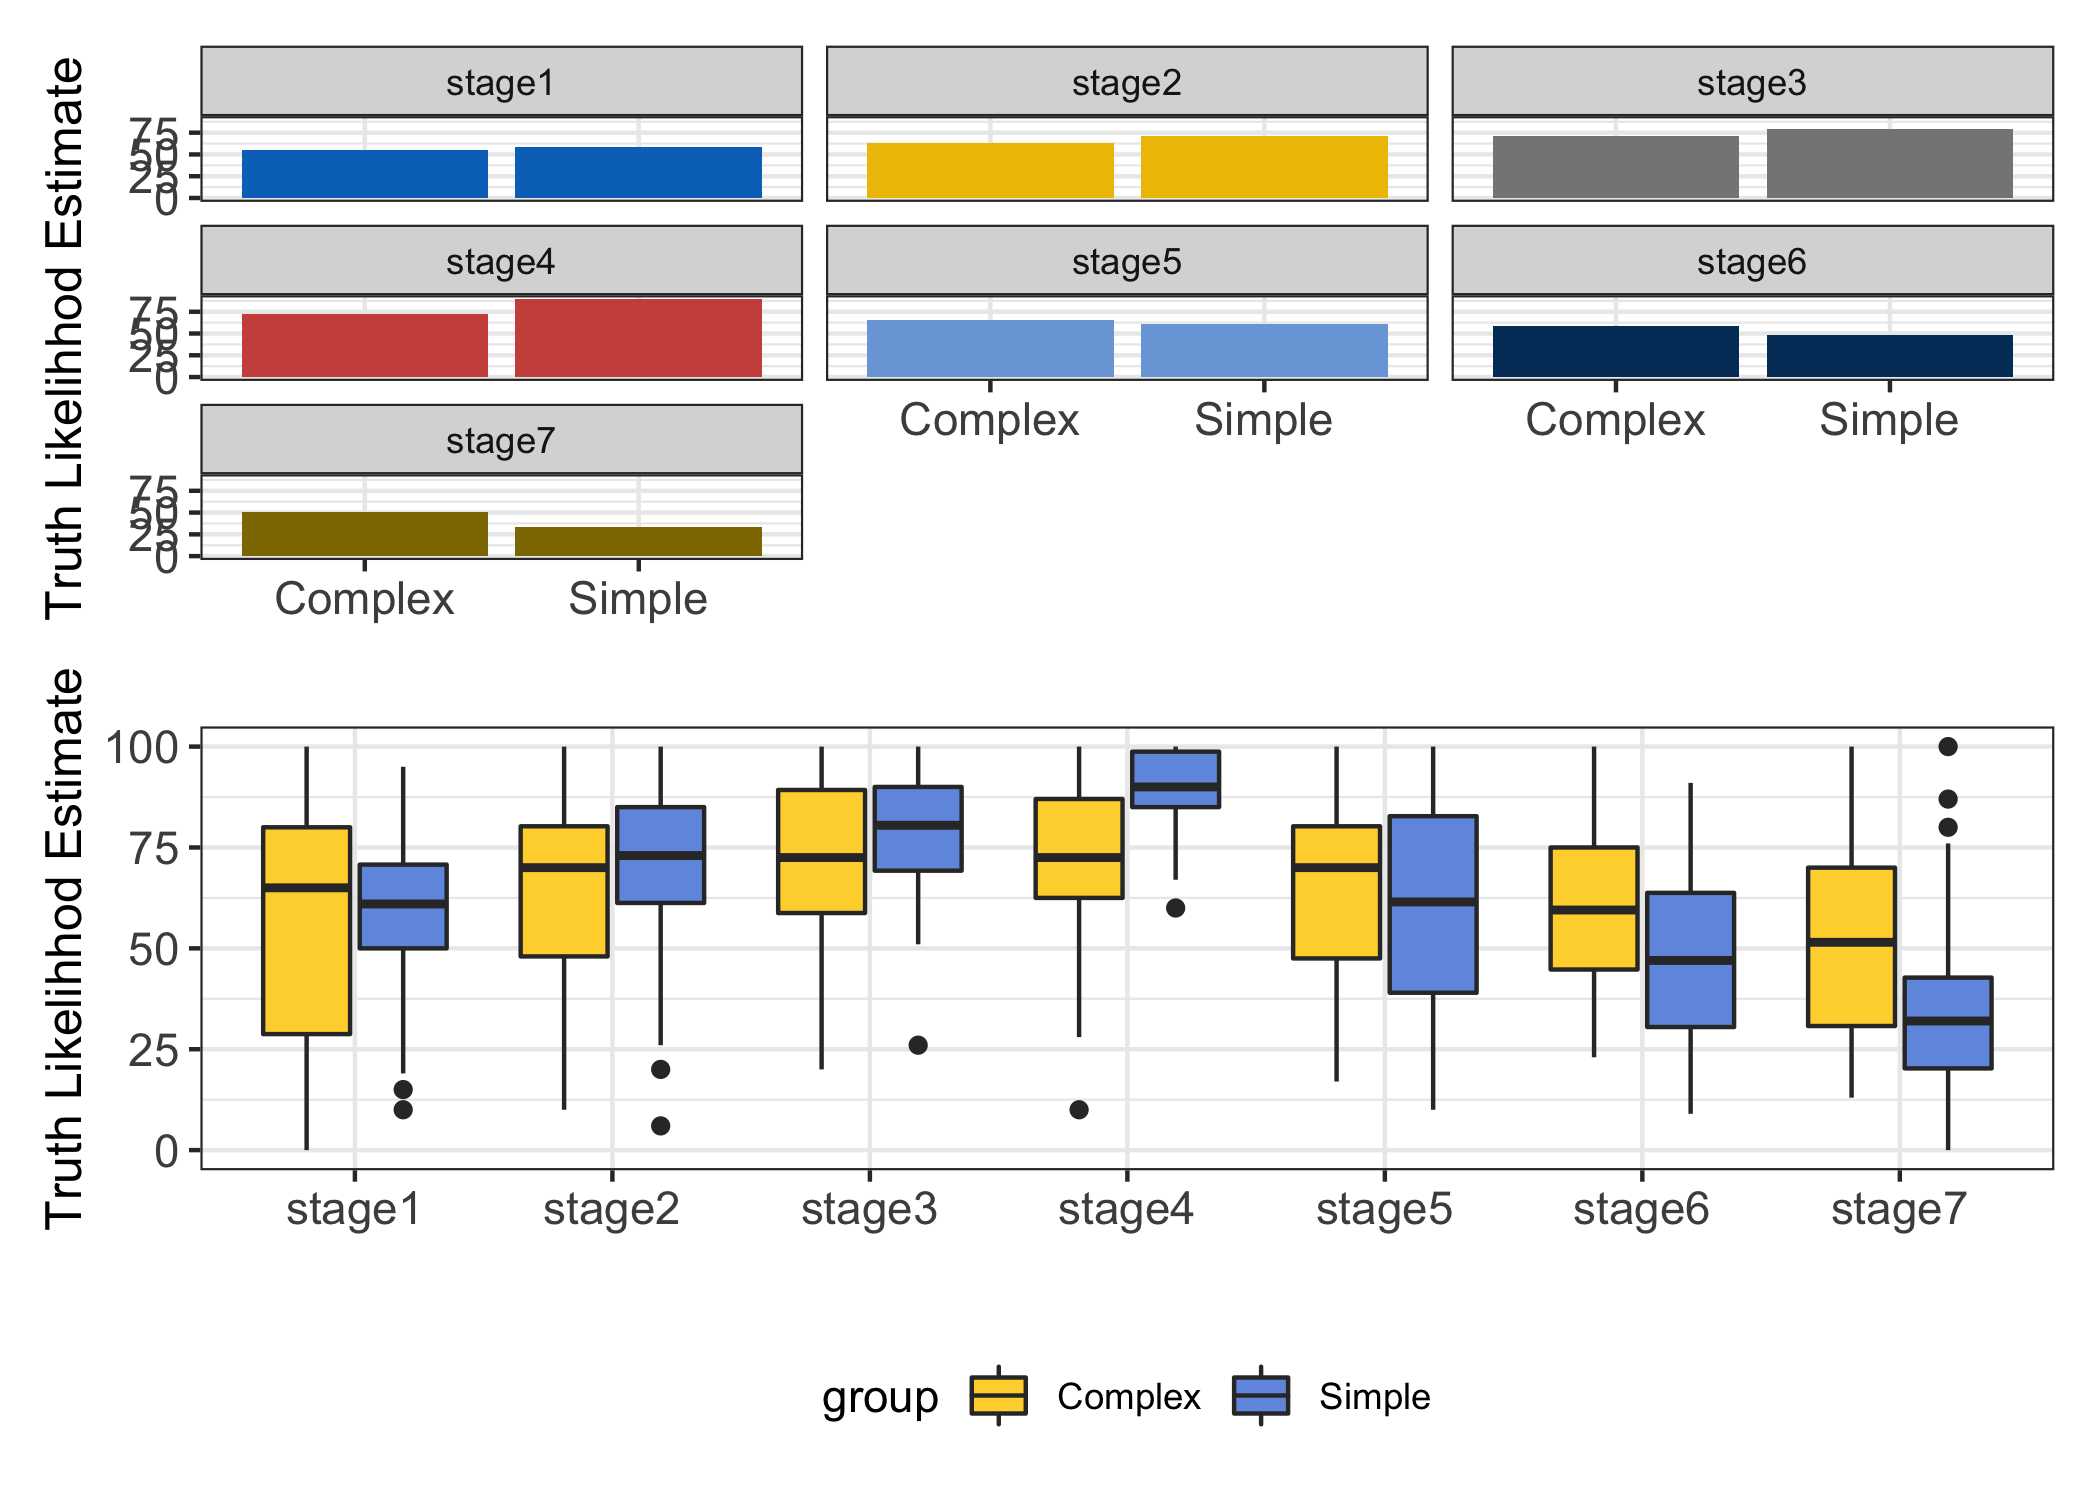 Truth Likelihhod Estimate
stage1
stage2
stage3
75
50
25
0
stage4
stage5
stage6
75
50
25
0
Complex Simple
Complex Simple
stage7
75
50
25
0
Complex Simple
Truth Likelihhod Estimate
100
75
50
25
0
stage1 stage2 stage3 stage4 stage5 stage6 stage7
group Complex Simple